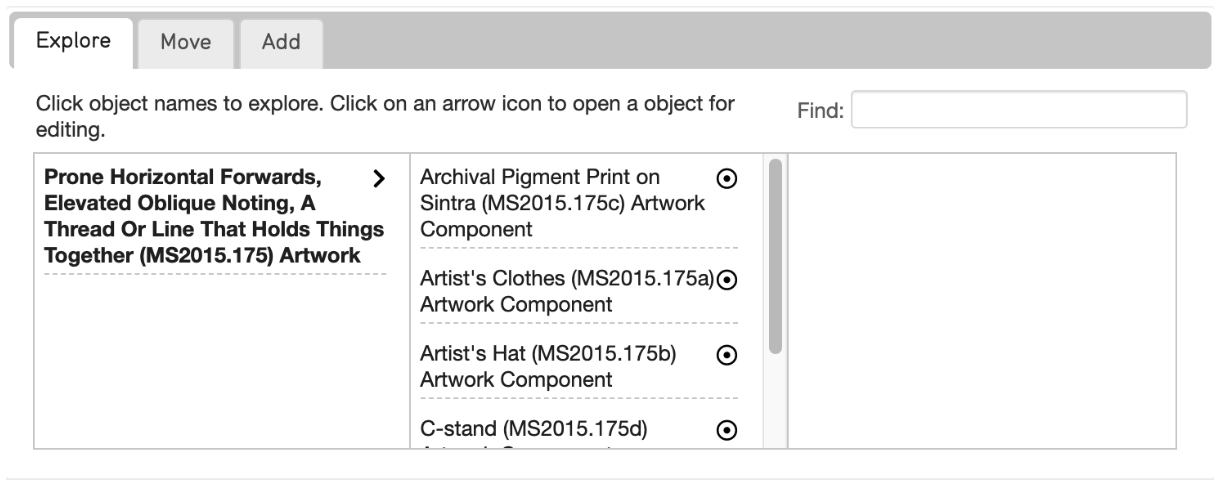 Explore
Move
Add
Click object names to explore. Click on an arrow icon to open a object for
editing.
Find:
Prone Horizontal Forwards,
Elevated Oblique Noting, A
Thread Or Line That Holds Things
Together (MS2015.175) Artwork
Archival Pigment Print on
Sintra (MS2015.175c) Artwork
Component
Artist's Clothes (MS2015.175a)
Artwork Component
Artist's Hat (MS2015.175b)
Artwork Component
C-stand (MS2015.175d)